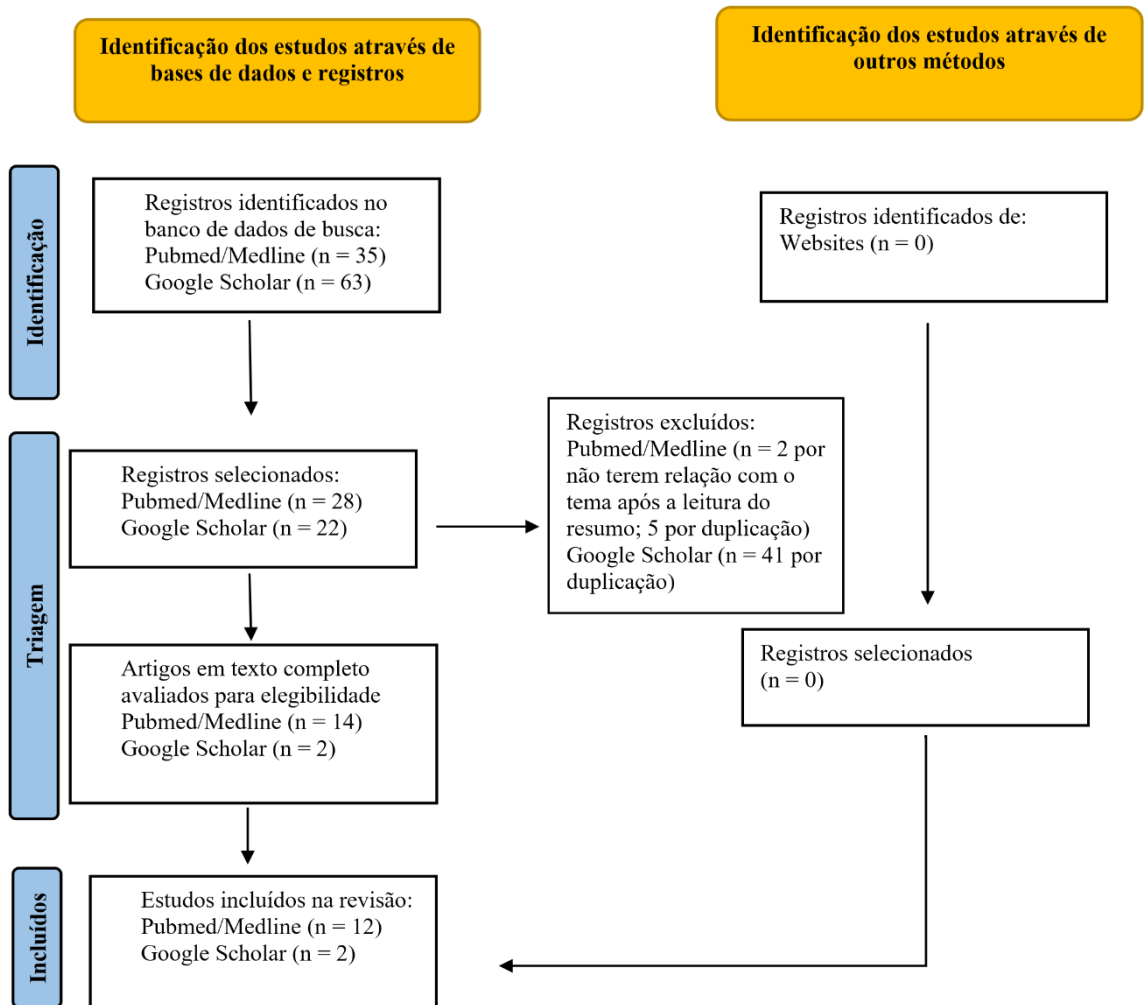 Identificação dos estudos através de
bases de dados e registros
Identificação dos estudos através de
outros métodos
Identificação
Registros identificados no
banco de dados de busca:
Pubmed/Medline (n = 35)
Google Scholar (n = 63)
Registros identificados de:
Websites (n = 0)
Triagem
Registros selecionados:
Pubmed/Medline (n = 28)
Google Scholar (n = 22)
Registros excluídos:
Pubmed/Medline (n = 2 por
não terem relação com o
tema após a leitura do
resumo; 5 por duplicação)
Google Scholar (n = 41 por
duplicação)
Artigos em texto completo
avaliados para elegibilidade
Pubmed/Medline (n = 14)
Google Scholar (n = 2)
Registros selecionados
(n = 0)
Incluídos
Estudos incluídos na revisão:
Pubmed/Medline (n = 12)
Google Scholar (n = 2)